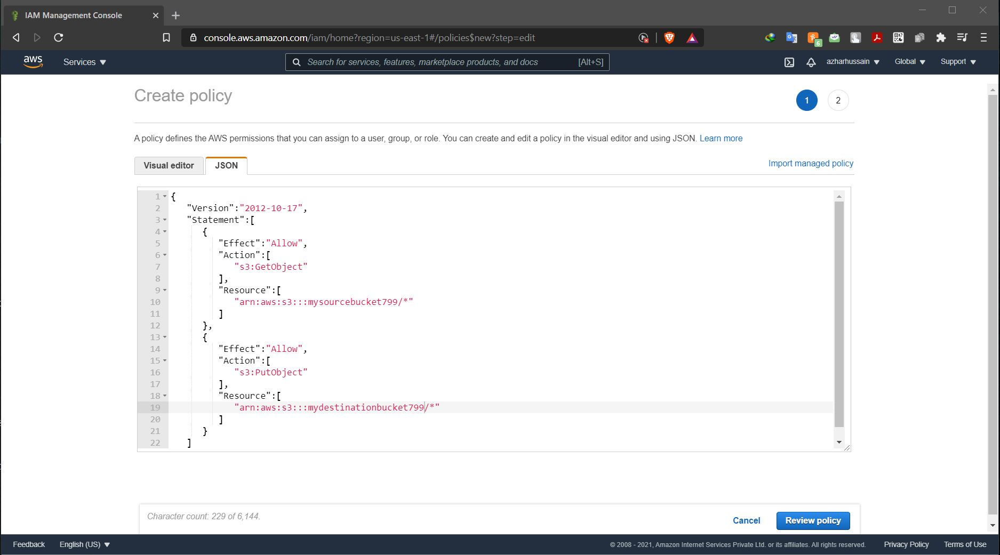 IAM Management Console
console.aws.amazon.com/iam/home?region=us-east-1#/policies$new?step=edit
6
aws
Services
Search for services, features, marketplace products, and docs
[Alt+S]
azharhussain
Global
Support
Create policy
1
2
A policy defines the AWS permissions that you can assign to a user, group, or role. You can create and edit a policy in the visual editor and using JSON. Learn more
Visual editor
JSON
Import managed policy
1 {
2 "Version":"2012-10-17",
3 "Statement":[
4 {
5 "Effect":"Allow",
6 "Action":[
7 "s3:GetObject"
8 ],
9 "Resource":[
10 "arn:aws:s3:::mysourcebucket799/*"
11 ]
12 },
13 {
14 "Effect":"Allow",
15 "Action":[
16 "s3:PutObject"
17 ],
18 "Resource":[
19 "arn:aws:s3:::mydestinationbucket799/*"
20 ]
21 }
22 ]
Character count: 229 of 6,144.
Cancel
Review policy
Feedback
English (US)
© 2008 - 2021, Amazon Internet Services Private Ltd. or its affiliates. All rights reserved.
Privacy Policy
Terms of Use